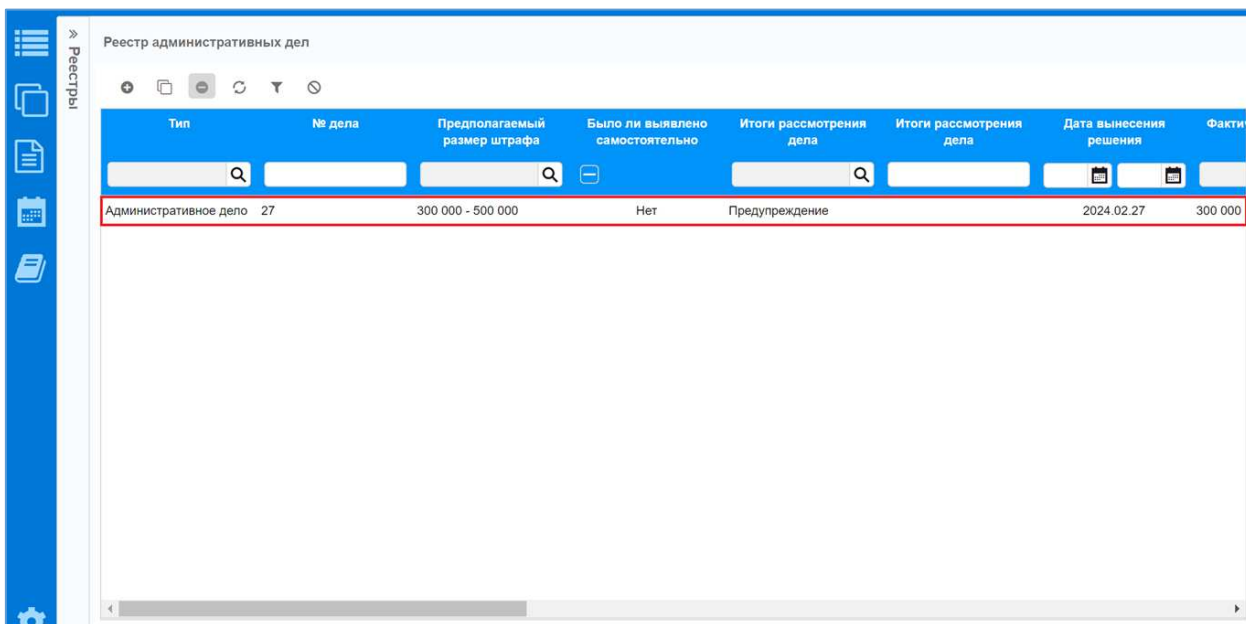 Реестры
Реестр административных дел
Тип № дела Предполагаемый размер штрафа Было ли выявлено самостоятельно Итоги рассмотрения дела Итоги рассмотрения дела Дата вынесения решения
Административное дело 27 300 000 - 500 000 Нет Предупреждение 2024.02.27 300 000